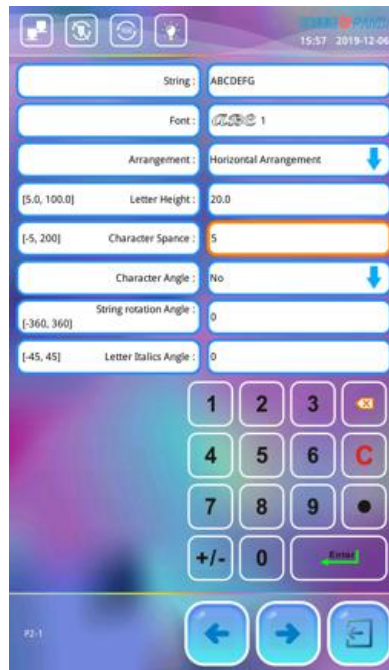 15:57 2019-12-06
String : ABCDEFG
Font : ABC 1
Arrangement : Horizontal Arrangement
[5.0, 100.0] Letter Height : 20.0
[-5, 200] Character Spance : 5
Character Angle : No
String rotation Angle : 0
[-360, 360]
[-45, 45] Letter Italics Angle : 0
1 2 3
4 5 6 C
7 8 9 •
+/- 0 Enter
P2-1